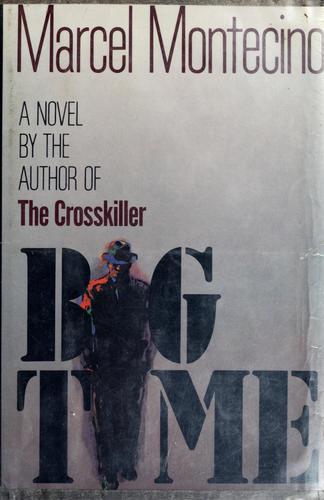 Marcel Montecino
A NOVEL
BY THE
AUTHOR OF
The Crosskiller
BIG
TIME